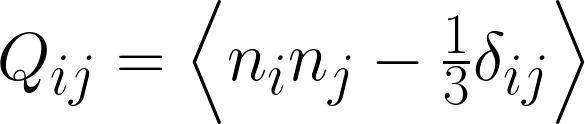 Q_{ij} = \left\langle n_i n_j - \frac{1}{3} \delta_{ij} \right\rangle